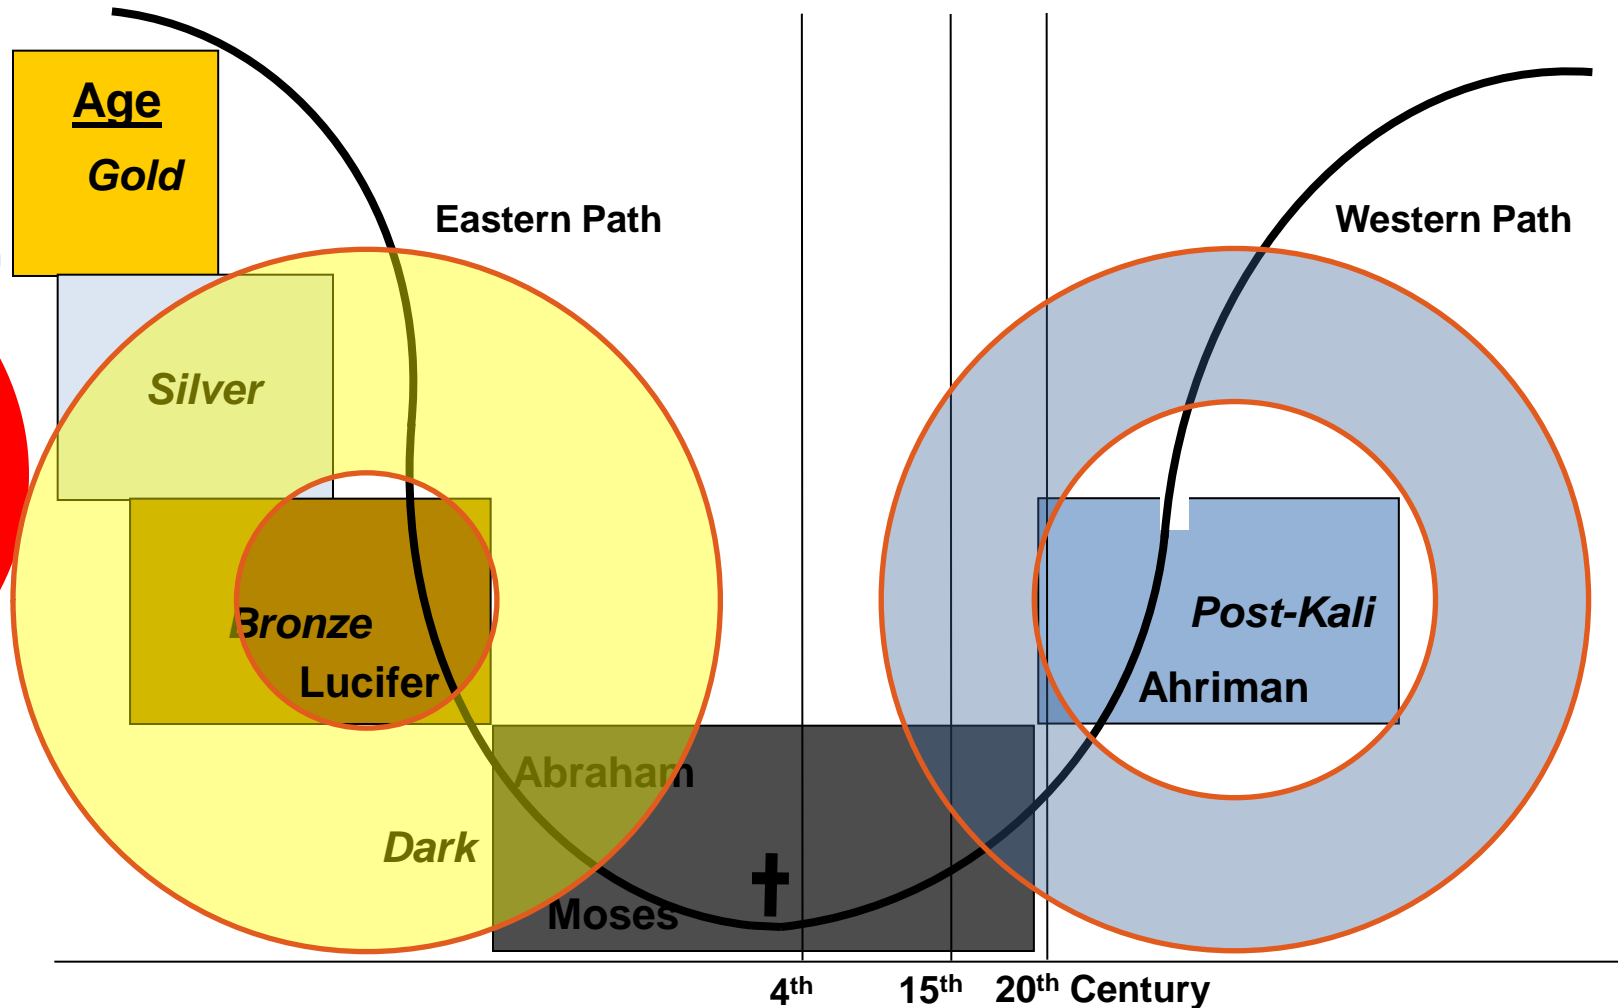 Age
Gold
Eastern Path
Western Path
Silver
Bronze
Lucifer
Post-Kali
Ahriman
Abraham
Dark
Moses
4th
15th
20th Century